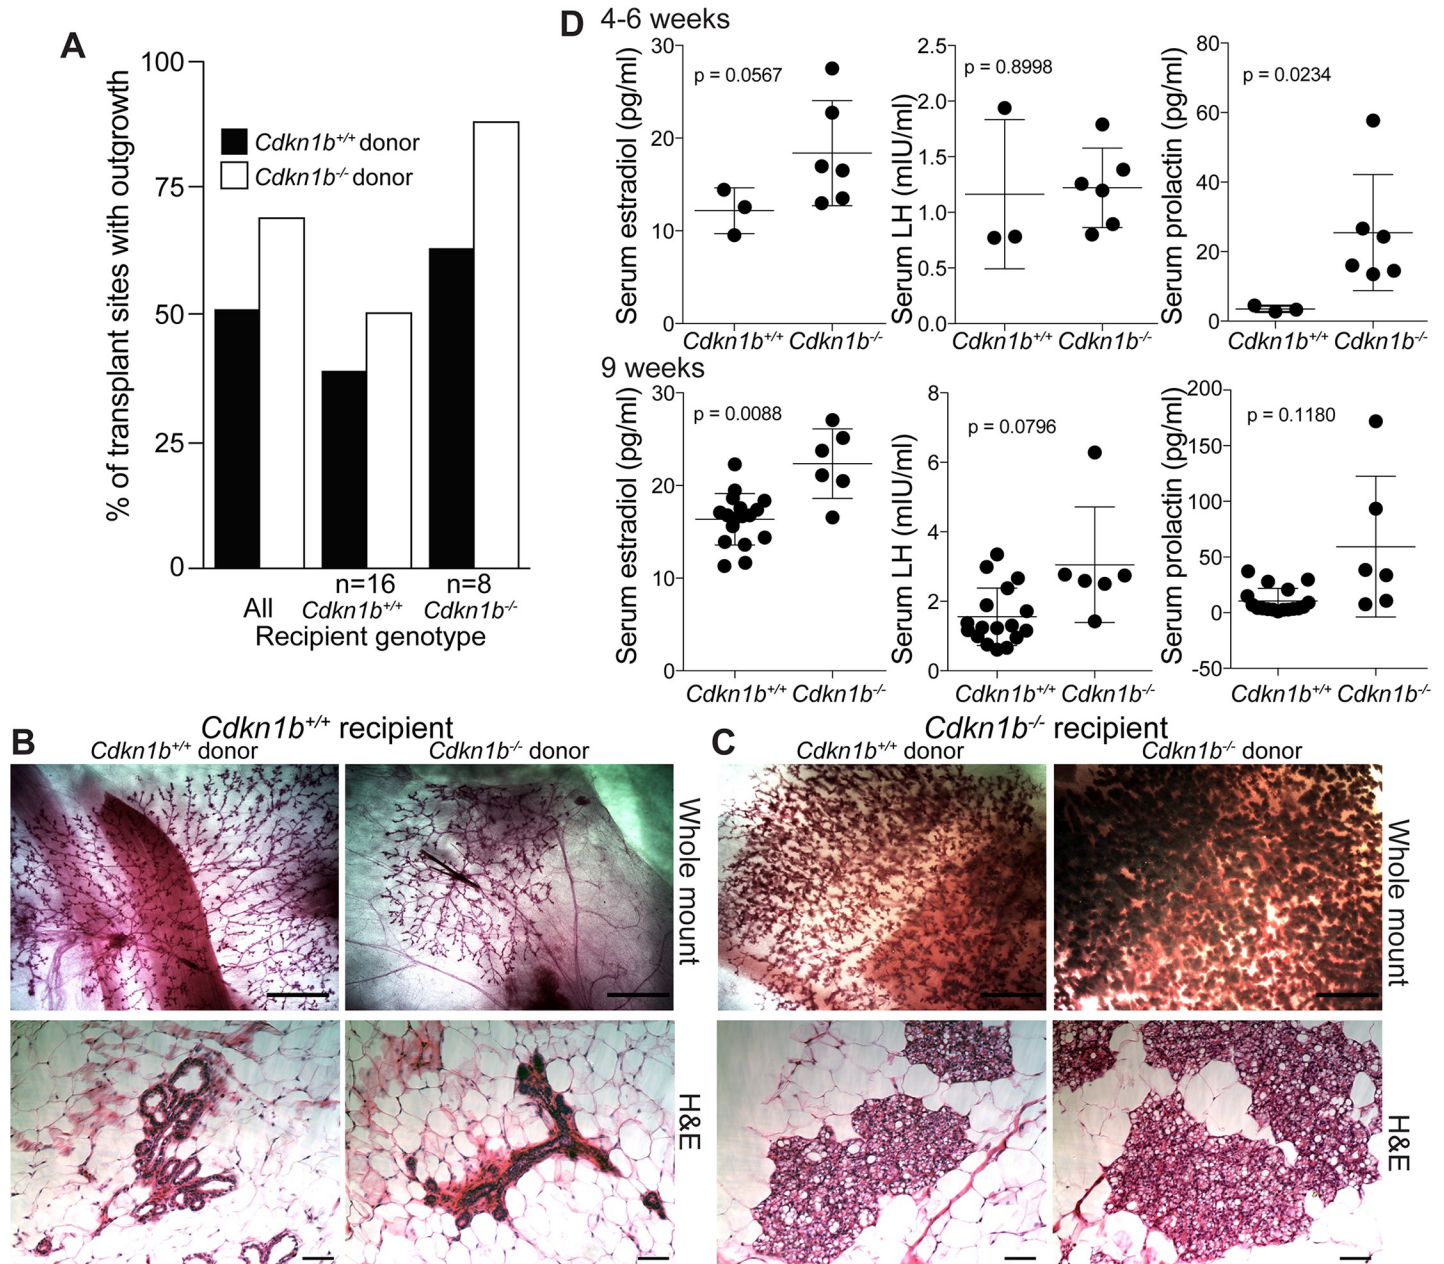 A
100
75
50
25
0
% of transplant sites with outgrowth
Cdkn1b+/+ donor
Cdkn1b-/- donor
n=16
n=8
All
Cdkn1b+/+
Cdkn1b-/-
Recipient genotype
D
4-6 weeks
Serum estradiol (pg/ml)
30
20
10
0
p = 0.0567
Cdkn1b+/+
Cdkn1b-/-
Serum LH (mIU/ml)
2.5
2.0
1.5
1.0
0.5
0.0
p = 0.8998
Cdkn1b+/+
Cdkn1b-/-
Serum prolactin (pg/ml)
80
60
40
20
0
p = 0.0234
Cdkn1b+/+
Cdkn1b-/-
9 weeks
Serum estradiol (pg/ml)
30
20
10
0
p = 0.0088
Cdkn1b+/+
Cdkn1b-/-
Serum LH (mIU/ml)
8
6
4
2
0
p = 0.0796
Cdkn1b+/+
Cdkn1b-/-
Serum prolactin (pg/ml)
200
150
100
50
0
-50
p = 0.1180
Cdkn1b+/+
Cdkn1b-/-
B
Cdkn1b+/+ recipient
Cdkn1b+/+ donor
Cdkn1b-/- donor
Whole mount
H&E
C
Cdkn1b-/- recipient
Cdkn1b+/+ donor
Cdkn1b-/- donor
Whole mount
H&E